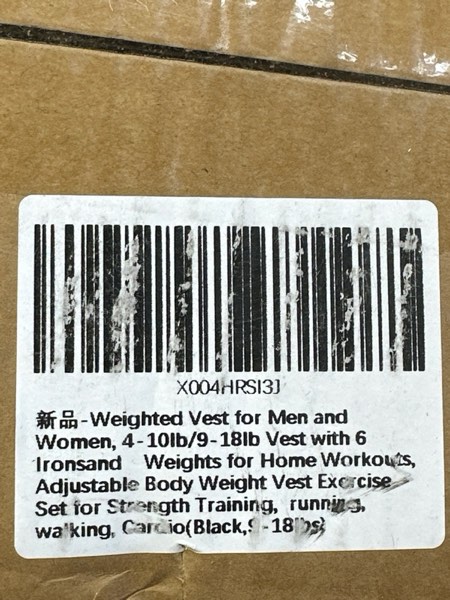 X004HRSI3J
新品-Weighted Vest for Men and
Women, 4-10lb/9-18lb Vest with 6
Ironsand Weights for Home Workouts,
Adjustable Body Weight Vest Exercise
Set for Strength Training, running,
walking, Cardio(Black,9-18lbs)